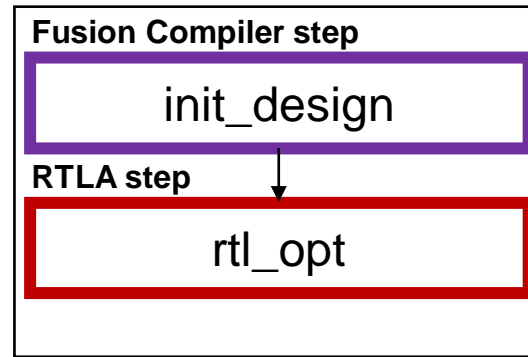 Fusion Compiler step
init_design
RTLA step
rtl_opt